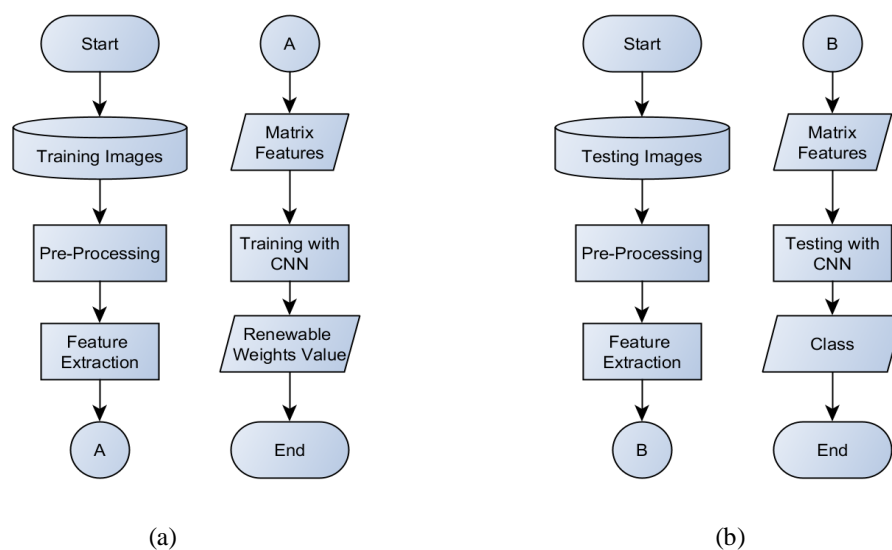 Start
Training Images
Pre-Processing
Feature
Extraction
A
A
Matrix
Features
Training with
CNN
Renewable
Weights Value
End
(a)
Start
Testing Images
Pre-Processing
Feature
Extraction
B
B
Matrix
Features
Testing with
CNN
Class
End
(b)